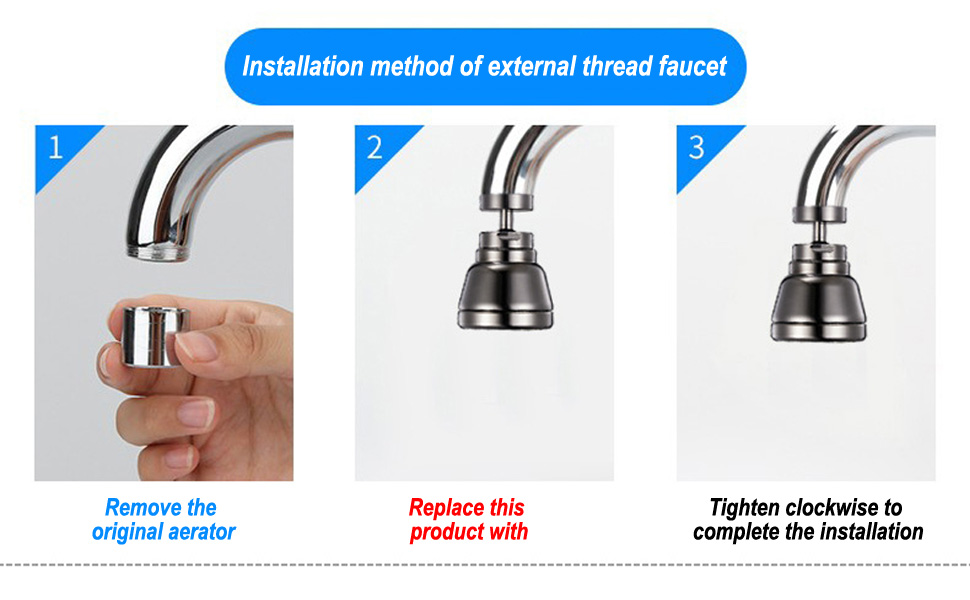 Installation method of external thread faucet
1
2
3
Remove the
original aerator
Replace this
product with
Tighten clockwise to
complete the installation